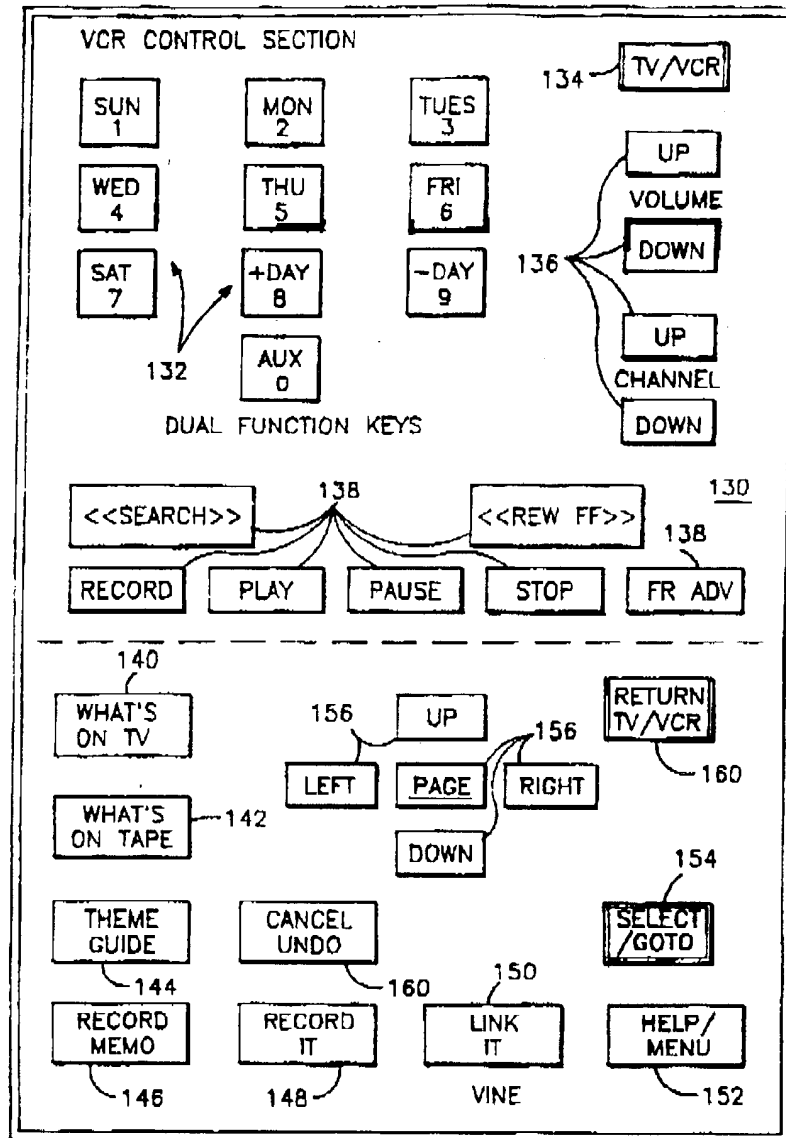 VCR CONTROL SECTION
134
TV/VCR
SUN
1
MON
2
TUES
3
UP
VOLUME
DOWN
136
UP
CHANNEL
DOWN
WED
4
THU
5
FRI
6
SAT
7
+DAY
8
-DAY
9
132
AUX
0
DUAL FUNCTION KEYS
<<SEARCH>>
138
<<REW FF>>
130
138
RECORD
PLAY
PAUSE
STOP
FR ADV
140
WHAT'S
ON TV
156
UP
156
RETURN
TV/VCR
160
LEFT
PAGE
RIGHT
WHAT'S
ON TAPE
142
DOWN
154
THEME
GUIDE
144
CANCEL
UNDO
160
SELECT
/GOTO
150
RECORD
MEMO
146
RECORD
IT
148
LINK
IT
VINE
HELP/
MENU
152